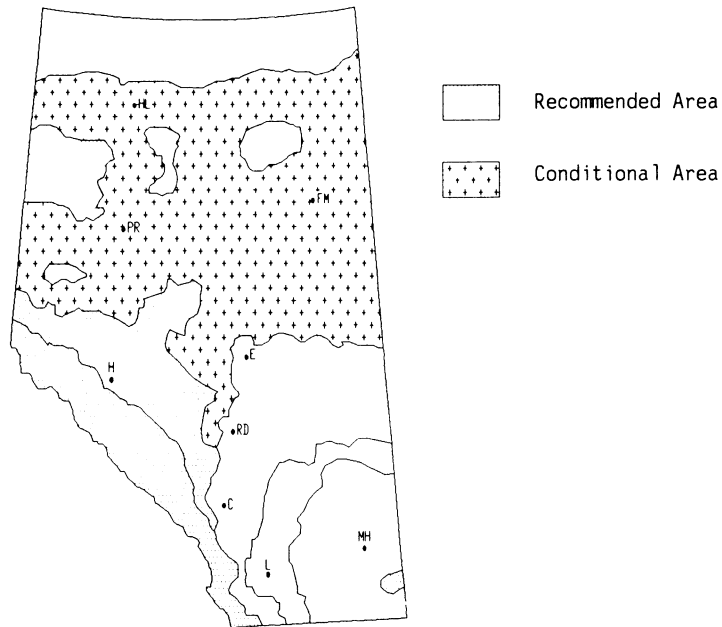 HL
Recommended Area
Conditional Area
FM
PR
E
H
RD
C
MH
L